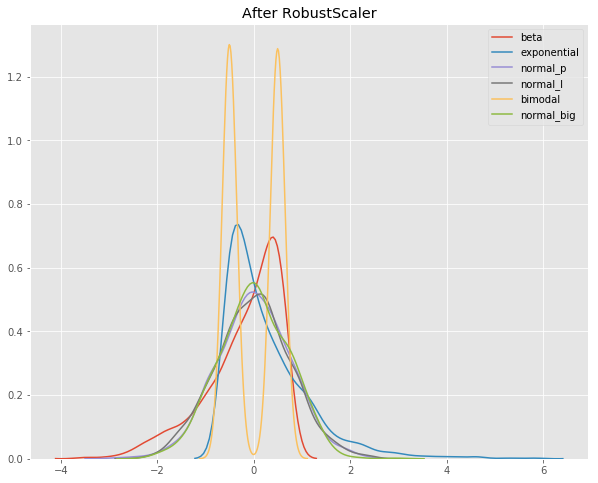 After RobustScaler
beta
exponential
normal_p
normal_l
bimodal
normal_big
1.2
1.0
0.8
0.6
0.4
0.2
0.0
−4 −2 0 2 4 6